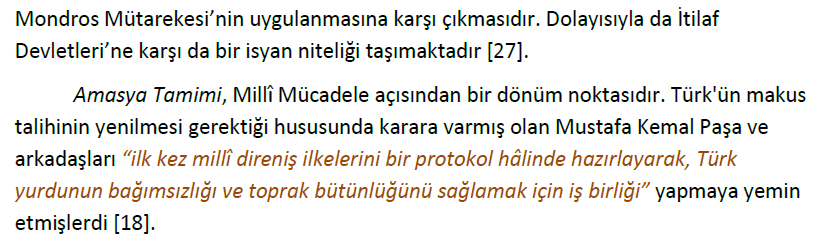 Mondros Mütarekesi’nin uygulanmasına karşı çıkmasıdır. Dolayısıyla da İtilaf
Devletleri’ne karşı da bir isyan niteliği taşımaktadır [27].
Amasya Tamimi, Millî Mücadele açısından bir dönüm noktasıdır. Türk'ün makus
talihinin yenilmesi gerektiği hususunda karara varmış olan Mustafa Kemal Paşa ve
arkadaşları “ilk kez millî direniş ilkelerini bir protokol hâlinde hazırlayarak, Türk
yurdunun bağımsızlığı ve toprak bütünlüğünü sağlamak için iş birliği” yapmaya yemin
etmişlerdi [18].